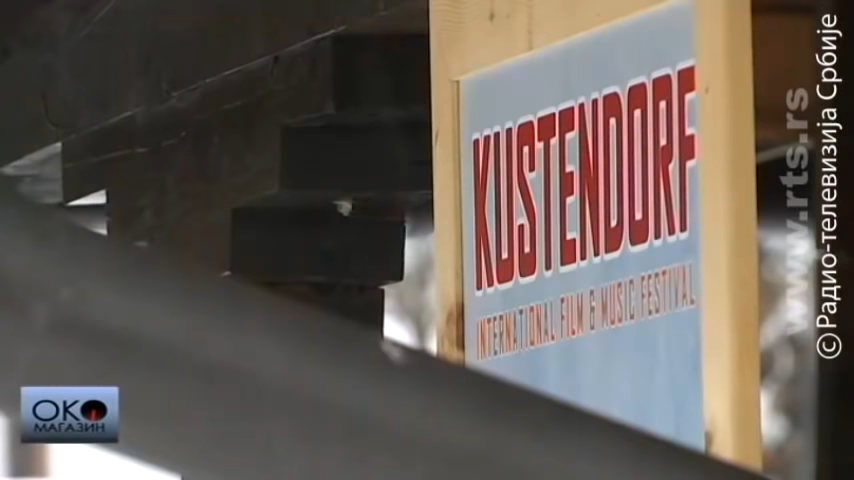 KUSTENDORF
INTERNATIONAL FILM & MUSIC FESTIVAL
ОКО
МАГАЗИН
www.rts.rs
© Радио-телевизија Србије